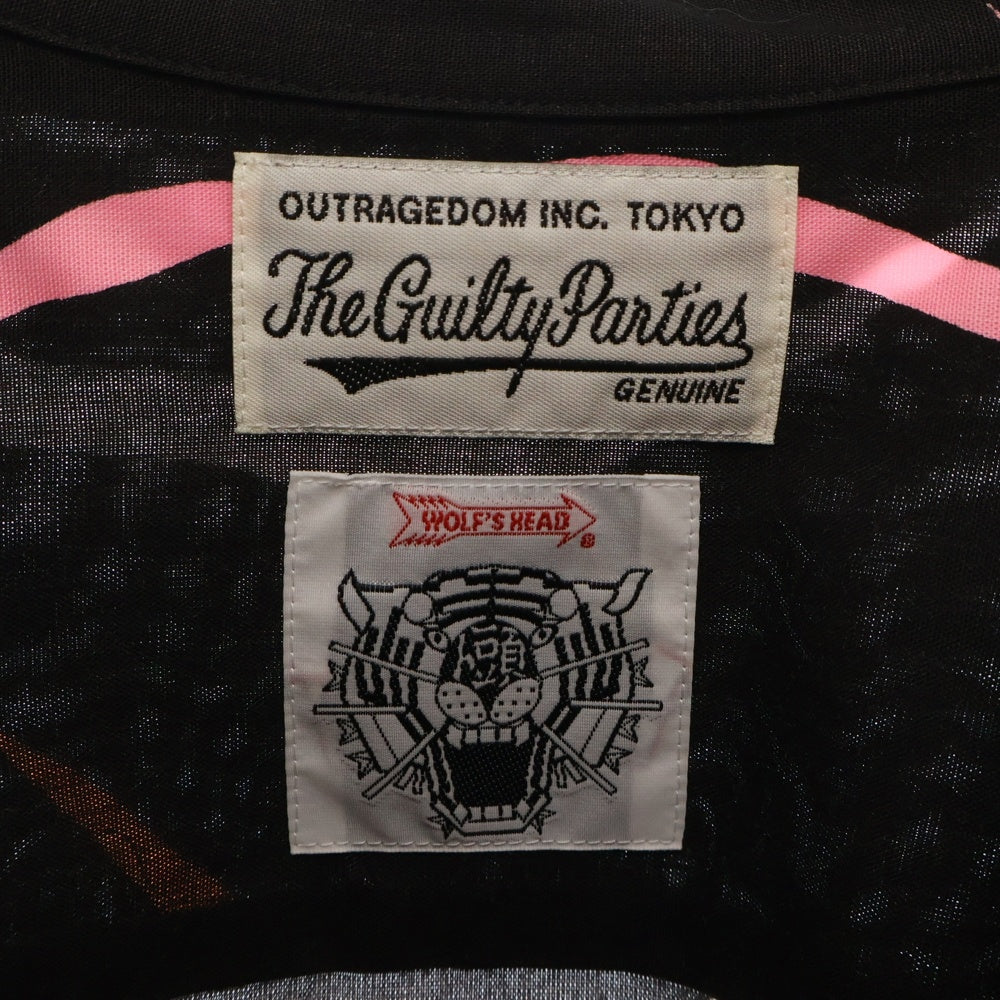 OUTRAGEDOM INC. TOKYO
The Guilty Parties
GENUINE
WOLF'S HEAD
®